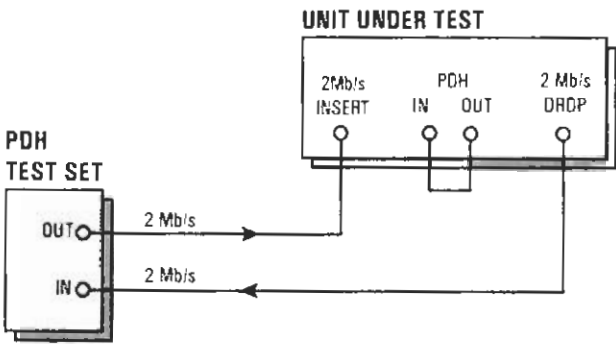 UNIT UNDER TEST
2Mb/s PDH 2 Mb/s
INSERT IN OUT DROP
PDH
TEST SET
OUT 2 Mb/s
IN 2 Mb/s